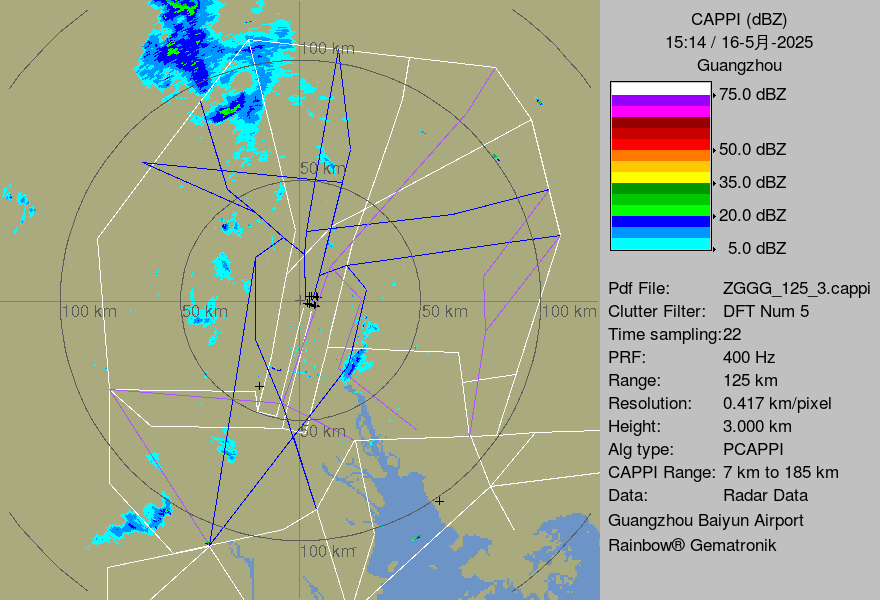 CAPPI (dBZ)
15:14 / 16-5月-2025
Guangzhou
75.0 dBZ
50.0 dBZ
35.0 dBZ
20.0 dBZ
5.0 dBZ
Pdf File: ZGGG_125_3.cappi
Clutter Filter: DFT Num 5
Time sampling:22
PRF: 400 Hz
Range: 125 km
Resolution: 0.417 km/pixel
Height: 3.000 km
Alg type: PCAPPI
CAPPI Range: 7 km to 185 km
Data: Radar Data
Guangzhou Baiyun Airport
Rainbow® Gematronik
100 km
50 km
100 km
50 km
50 km
100 km
50 km
100 km